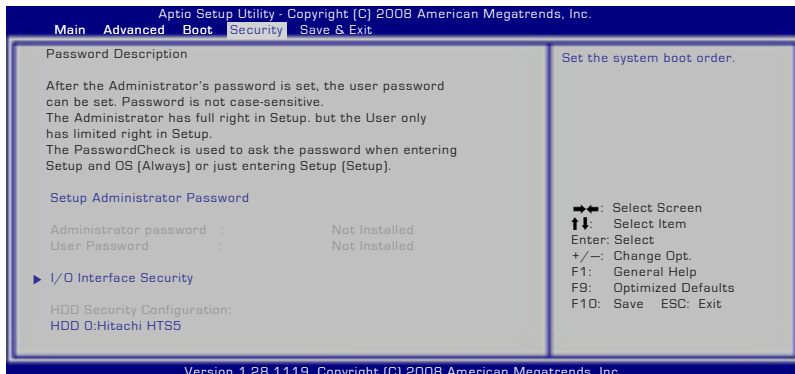 Aptio Setup Utility - Copyright (C) 2008 American Megatrends, Inc.
Main Advanced Boot Security Save & Exit
Password Description
After the Administrator's password is set, the user password
can be set. Password is not case-sensitive.
The Administrator has full right in Setup. but the User only
has limited right in Setup.
The PasswordCheck is used to ask the password when entering
Setup and OS (Always) or just entering Setup (Setup).
Setup Administrator Password
Administrator password : Not Installed
User Password : Not Installed
I/O Interface Security
HDD Security Configuration:
HDD 0:Hitachi HTS5
Set the system boot order.
→←: Select Screen
↑↓: Select Item
Enter: Select
+/—: Change Opt.
F1: General Help
F9: Optimized Defaults
F10: Save ESC: Exit
Version 1.28.1119. Copyright (C) 2008 American Megatrends, Inc.